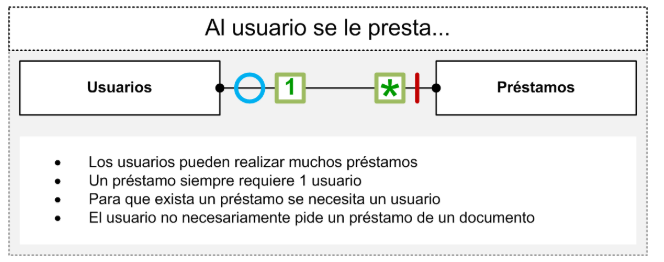 Al usuario se le presta...
Usuarios 1 * Préstamos
• Los usuarios pueden realizar muchos préstamos
• Un préstamo siempre requiere 1 usuario
• Para que exista un préstamo se necesita un usuario
• El usuario no necesariamente pide un préstamo de un documento